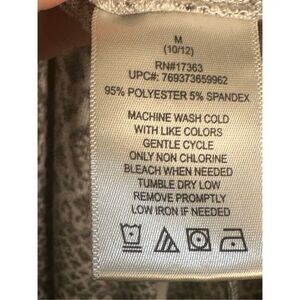 M
(10/12)
RN#17363
UPC#: 769373659962
95% POLYESTER 5% SPANDEX
MACHINE WASH COLD
WITH LIKE COLORS
GENTLE CYCLE
ONLY NON CHLORINE
BLEACH WHEN NEEDED
TUMBLE DRY LOW
REMOVE PROMPTLY
LOW IRON IF NEEDED